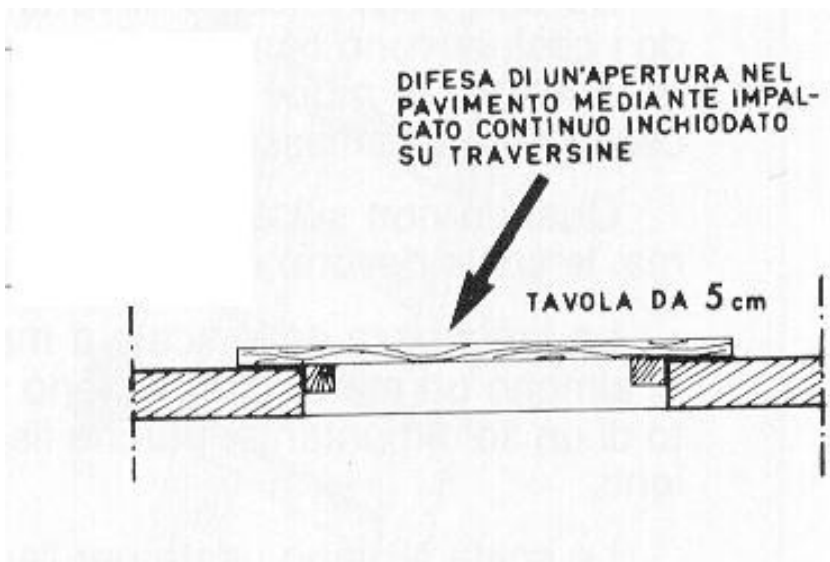 DIFESA DI UN'APERTURA NEL
PAVIMENTO MEDIANTE IMPAL-
CATO CONTINUO INCHIODATO
SU TRAVERSINE
TAVOLA DA 5 cm